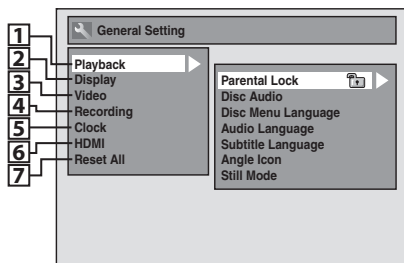 General Setting
1 Playback
2 Display
3 Video
4 Recording
5 Clock
6 HDMI
7 Reset All
Parental Lock
Disc Audio
Disc Menu Language
Audio Language
Subtitle Language
Angle Icon
Still Mode